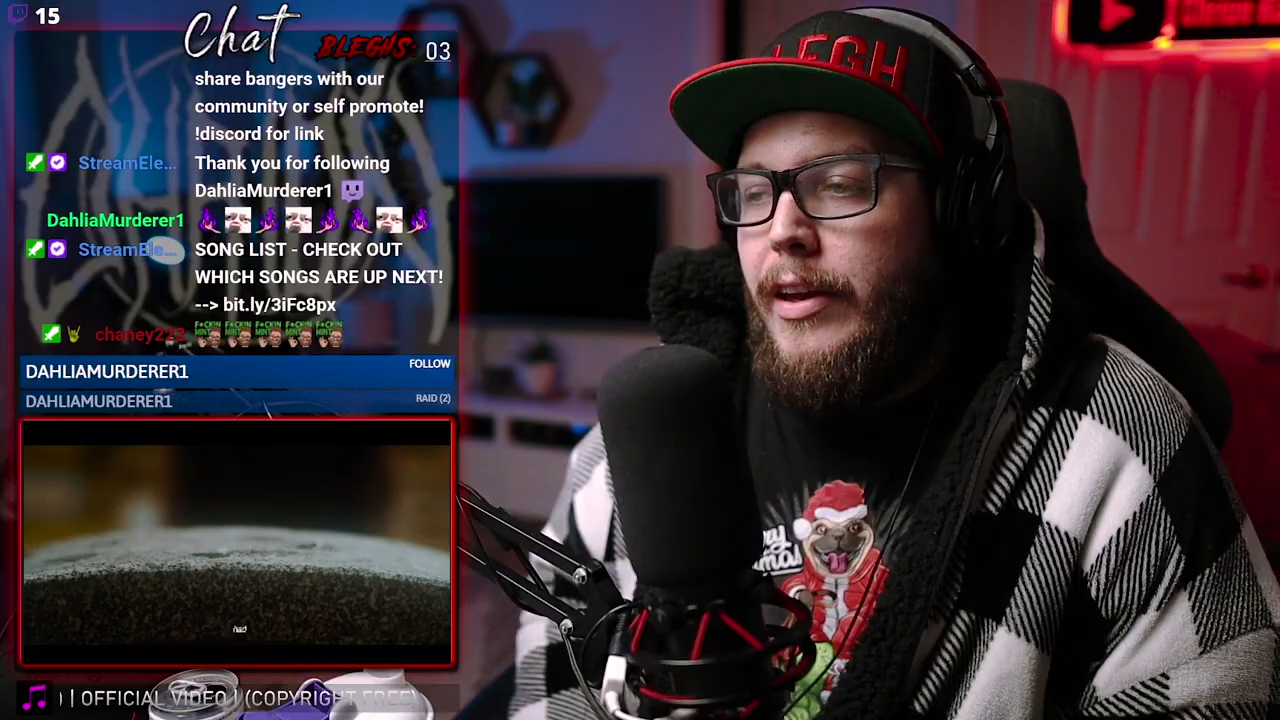 15
Chat
BLEGHS: 03
share bangers with our
community or self promote!
!discord for link
StreamEle... Thank you for following
DahliaMurderer1
DahliaMurderer1
StreamEle... SONG LIST - CHECK OUT
WHICH SONGS ARE UP NEXT!
--> bit.ly/3iFc8px
chaney222
DAHLIAMURDERER1 FOLLOW
DAHLIAMURDERER1 RAID (2)
) | OFFICIAL VIDEO | (COPYRIGHT FREE)